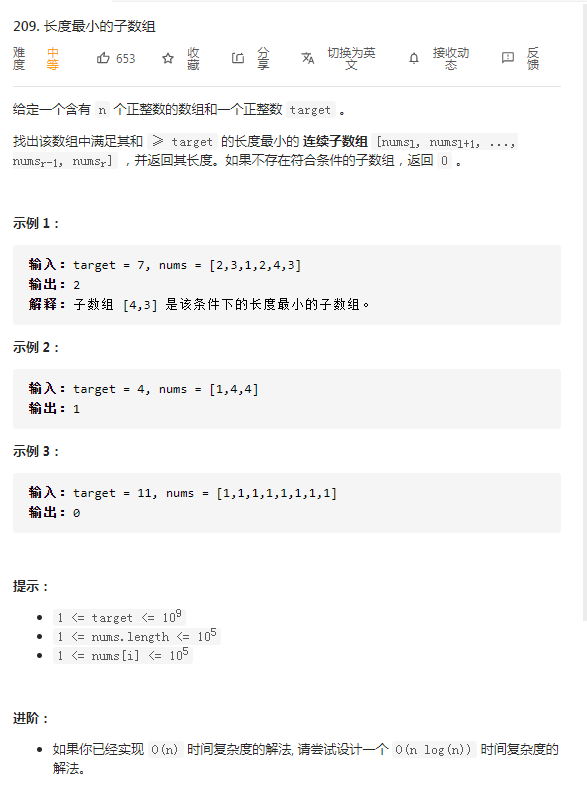 209. 长度最小的子数组
难度 中等 653 收藏 分享 切换为英文 接收动态 反馈
给定一个含有 n 个正整数的数组和一个正整数 target 。
找出该数组中满足其和 ≥ target 的长度最小的 连续子数组 [numsl, numsl+1, ...,
numsr-1, numsr] ，并返回其长度。如果不存在符合条件的子数组，返回 0 。
示例 1：
输入：target = 7, nums = [2,3,1,2,4,3]
输出：2
解释：子数组 [4,3] 是该条件下的长度最小的子数组。
示例 2：
输入：target = 4, nums = [1,4,4]
输出：1
示例 3：
输入：target = 11, nums = [1,1,1,1,1,1,1,1]
输出：0
提示：
1 <= target <= 10⁹
1 <= nums.length <= 10⁵
1 <= nums[i] <= 10⁵
进阶：
如果你已经实现 O(n) 时间复杂度的解法, 请尝试设计一个 O(n log(n)) 时间复杂度的
解法。